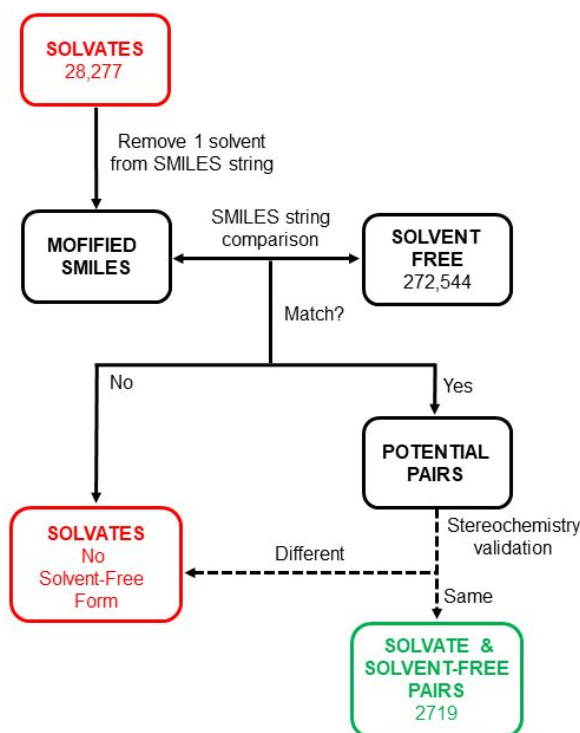 SOLVATES
28,277
Remove 1 solvent
from SMILES string
MOFIFIED
SMILES
SMILES string
comparison
SOLVENT
FREE
272,544
Match?
No
Yes
POTENTIAL
PAIRS
SOLVATES
No
Solvent-Free
Form
Different
Stereochemistry
validation
Same
SOLVATE &
SOLVENT-FREE
PAIRS
2719